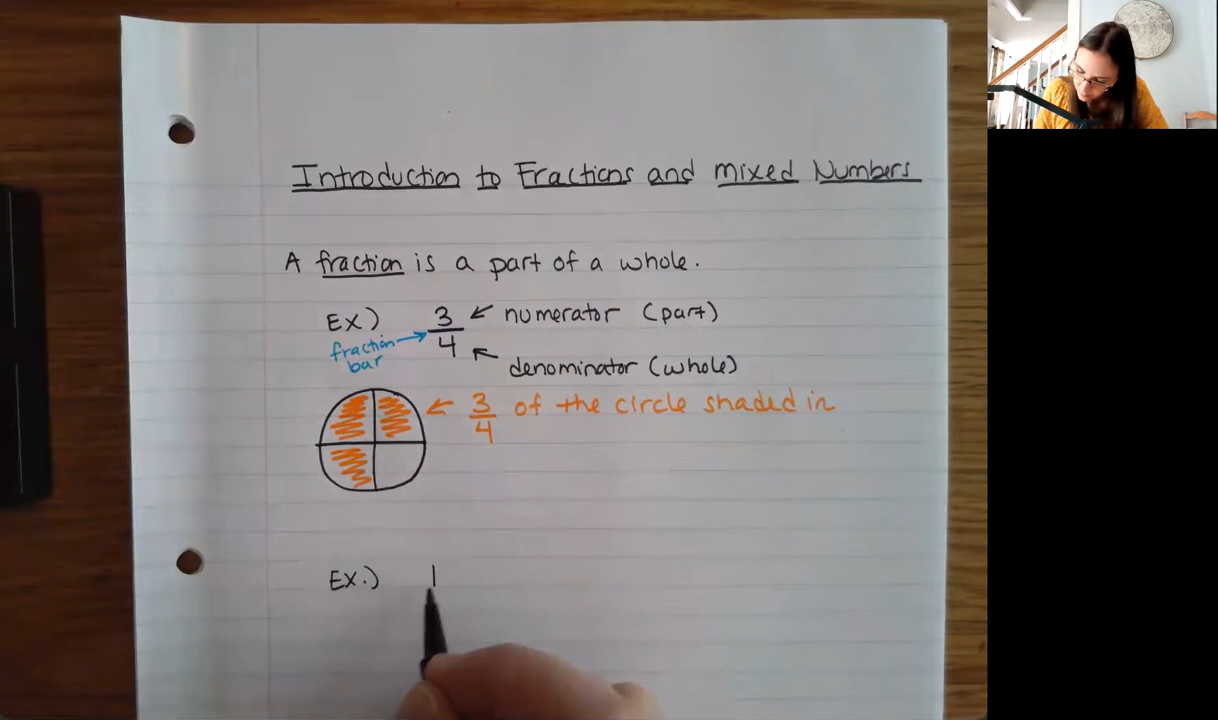 Introduction to Fractions and mixed Numbers
A fraction is a part of a whole.
EX) 3/4 ← numerator (part)
fraction bar →
← denominator (whole)
← 3/4 of the circle shaded in
EX.) 1